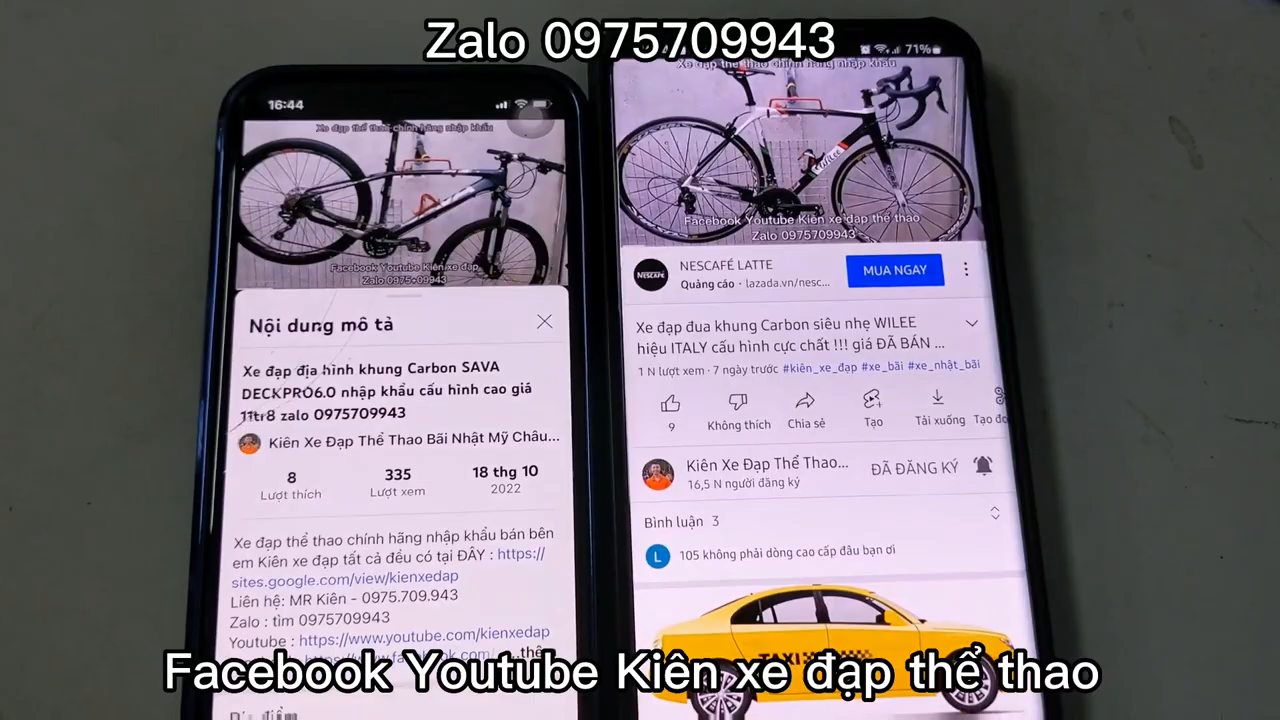 Zalo 0975709943
16:44
Xe đạp thể thao chính hãng nhập khẩu
Facebook Youtube Kiên xe đạp
Nội dung mô tả
Xe đạp địa hình khung Carbon SAVA
DECKPRO6.0 nhập khẩu cấu hình cao giá
11tr8 zalo 0975709943
Kiên Xe Đạp Thể Thao Bãi Nhật Mỹ Châu...
8
335
18 thg 10
Lượt thích
Lượt xem
2022
Xe đạp thể thao chính hãng nhập khẩu bán bên
em Kiên xe đạp tất cả đều có tại ĐÂY : https://
sites.google.com/view/kienxedap
Liên hệ: MR Kiên - 0975.709.943
Zalo : tìm 0975709943
Youtube : https://www.youtube.com/kienxedap
71%
Xe đạp thể thao chính hãng nhập khẩu
Facebook Youtube Kiên xe đạp thể thao
Zalo 0975709943
NESCAFÉ
NESCAFÉ LATTE
Quảng cáo · lazada.vn/nesc...
MUA NGAY
Xe đạp đua khung Carbon siêu nhẹ WILEE
hiệu ITALY cấu hình cực chất !!! giá ĐÃ BÁN ...
1 N lượt xem · 7 ngày trước #kiên_xe_đạp #xe_bãi #xe_nhật_bãi
9
Không thích
Chia sẻ
Tạo
Tải xuống
Tạo đo
Kiên Xe Đạp Thể Thao...
16,5 N người đăng ký
ĐÃ ĐĂNG KÝ
Bình luận 3
L
105 không phải dòng cao cấp đâu bạn ơi
TAXI
Facebook Youtube Kiên xe đạp thể thao